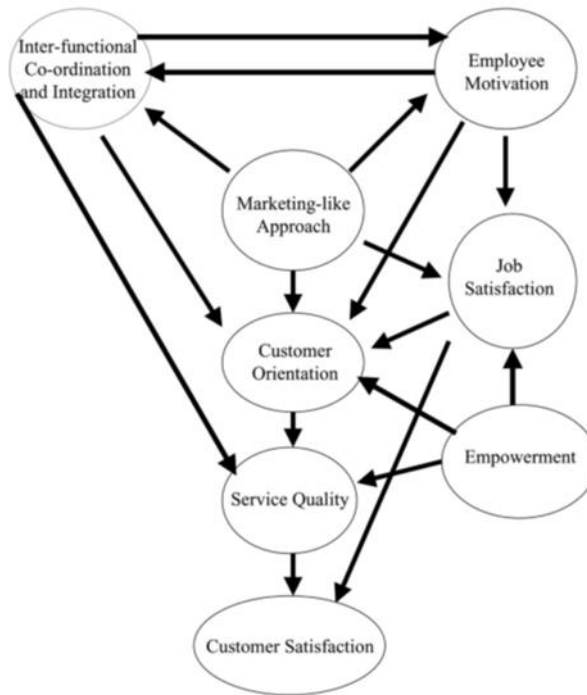 Inter-functional
Co-ordination
and Integration
Employee
Motivation
Marketing-like
Approach
Job
Satisfaction
Customer
Orientation
Empowerment
Service Quality
Customer Satisfaction